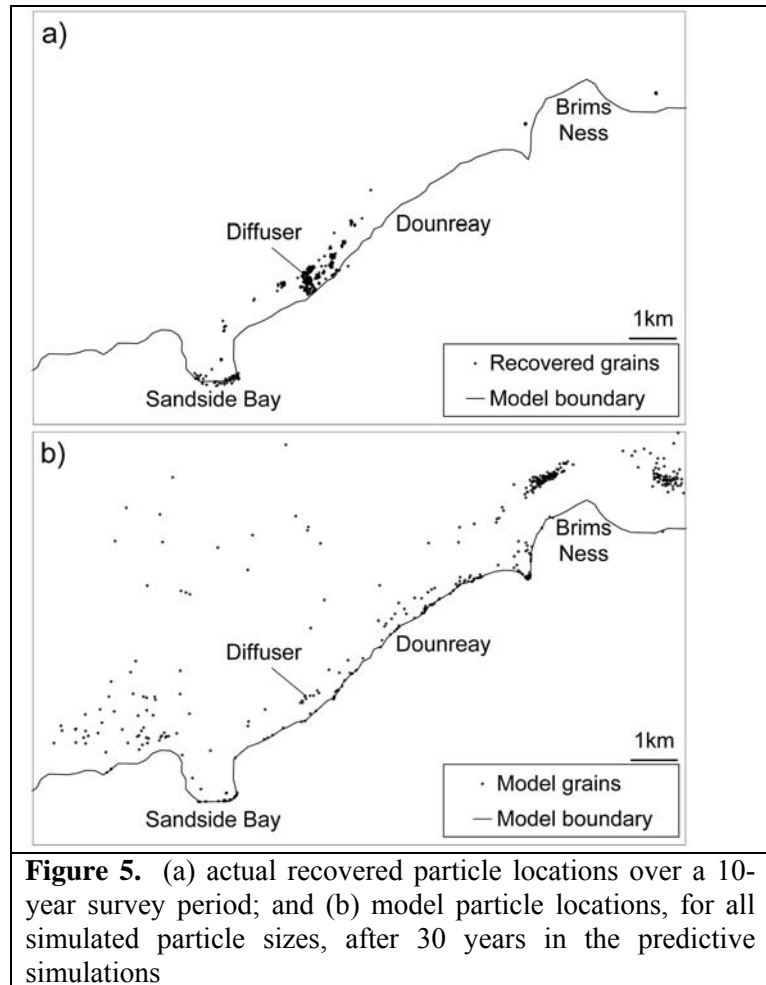 a)
Brims
Ness
Diffuser
Dounreay
1km
Recovered grains
Model boundary
Sandside Bay
b)
Brims
Ness
Diffuser
Dounreay
1km
Model grains
Model boundary
Sandside Bay
Figure 5. (a) actual recovered particle locations over a 10-
year survey period; and (b) model particle locations, for all
simulated particle sizes, after 30 years in the predictive
simulations